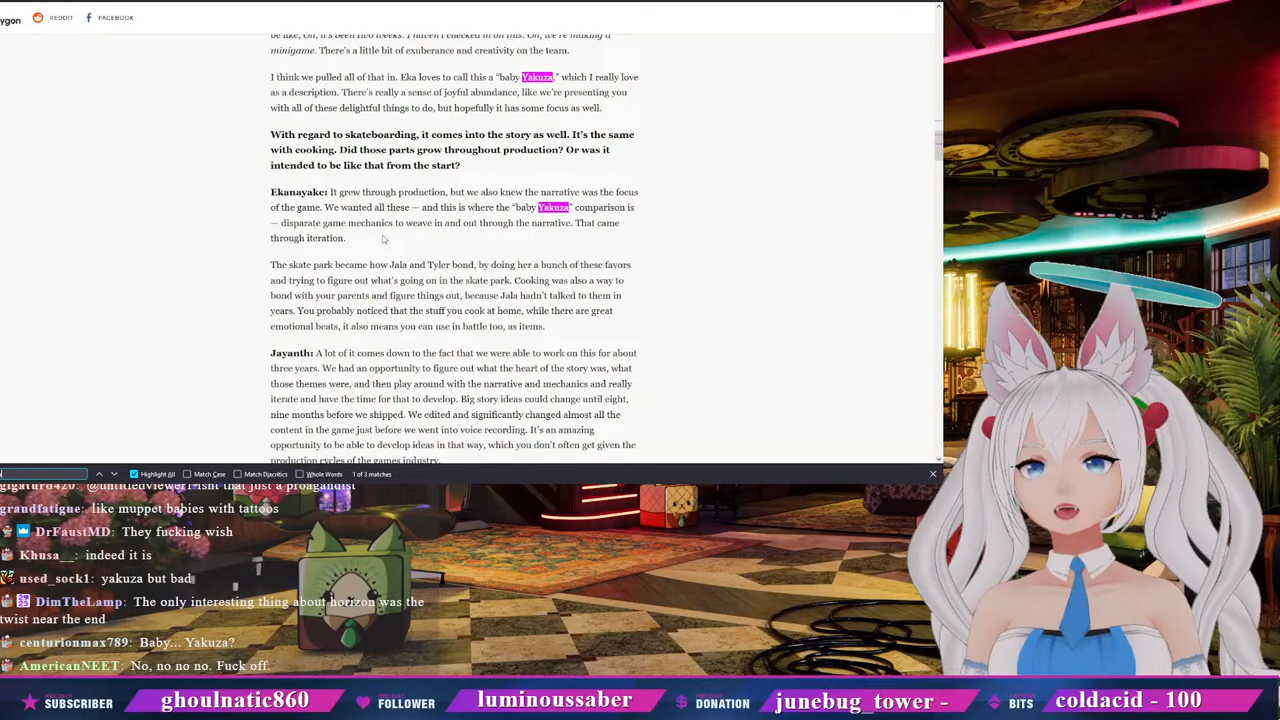 ygon
REDDIT
FACEBOOK
be like, Oh, it's been two weeks. I haven't checked in on this. Oh, we're making a
minigame. There's a little bit of exuberance and creativity on the team.
I think we pulled all of that in. Eka loves to call this a “baby Yakuza,” which I really love
as a description. There's really a sense of joyful abundance, like we're presenting you
with all of these delightful things to do, but hopefully it has some focus as well.
With regard to skateboarding, it comes into the story as well. It's the same
with cooking. Did those parts grow throughout production? Or was it
intended to be like that from the start?
Ekanayake: It grew through production, but we also knew the narrative was the focus
of the game. We wanted all these — and this is where the “baby Yakuza” comparison is
— disparate game mechanics to weave in and out through the narrative. That came
through iteration.
The skate park became how Jala and Tyler bond, by doing her a bunch of these favors
and trying to figure out what's going on in the skate park. Cooking was also a way to
bond with your parents and figure things out, because Jala hadn't talked to them in
years. You probably noticed that the stuff you cook at home, while there are great
emotional beats, it also means you can use in battle too, as items.
Jayanth: A lot of it comes down to the fact that we were able to work on this for about
three years. We had an opportunity to figure out what the heart of the story was, what
those themes were, and then play around with the narrative and mechanics and really
iterate and have the time for that to develop. Big story ideas could change until eight,
nine months before we shipped. We edited and significantly changed almost all the
content in the game just before we went into voice recording. It's an amazing
opportunity to be able to develop ideas in that way, which you don't often get given the
production cycles of the games industry.
Highlight All Match Case Match Diacritics Whole Words 1 of 3 matches
gigaturd420: @untitledviewer1 isnt that just a proagandist
grandfatigue: like muppet babies with tattoos
DrFaustMD: They fucking wish
Khusa__: indeed it is
used_sock1: yakuza but bad
DimTheLamp: The only interesting thing about horizon was the
twist near the end
centurionmax789: Baby... Yakuza?
AmericanNEET: No, no no no. Fuck off.
RECENT SUBSCRIBER ghoulnatic860
RECENT FOLLOWER luminoussaber
RECENT DONATION junebug_tower -
RECENT BITS coldacid - 100